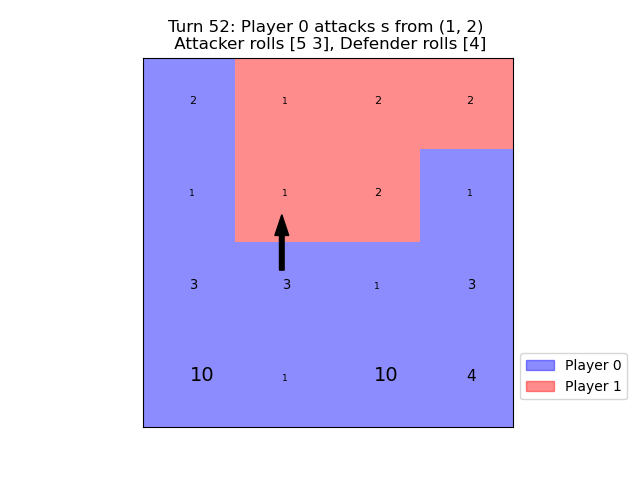 Turn 52: Player 0 attacks s from (1, 2)
Attacker rolls [5 3], Defender rolls [4]
2 1 2 2
1 1 2 1
3 3 1 3
10 1 10 4
Player 0
Player 1